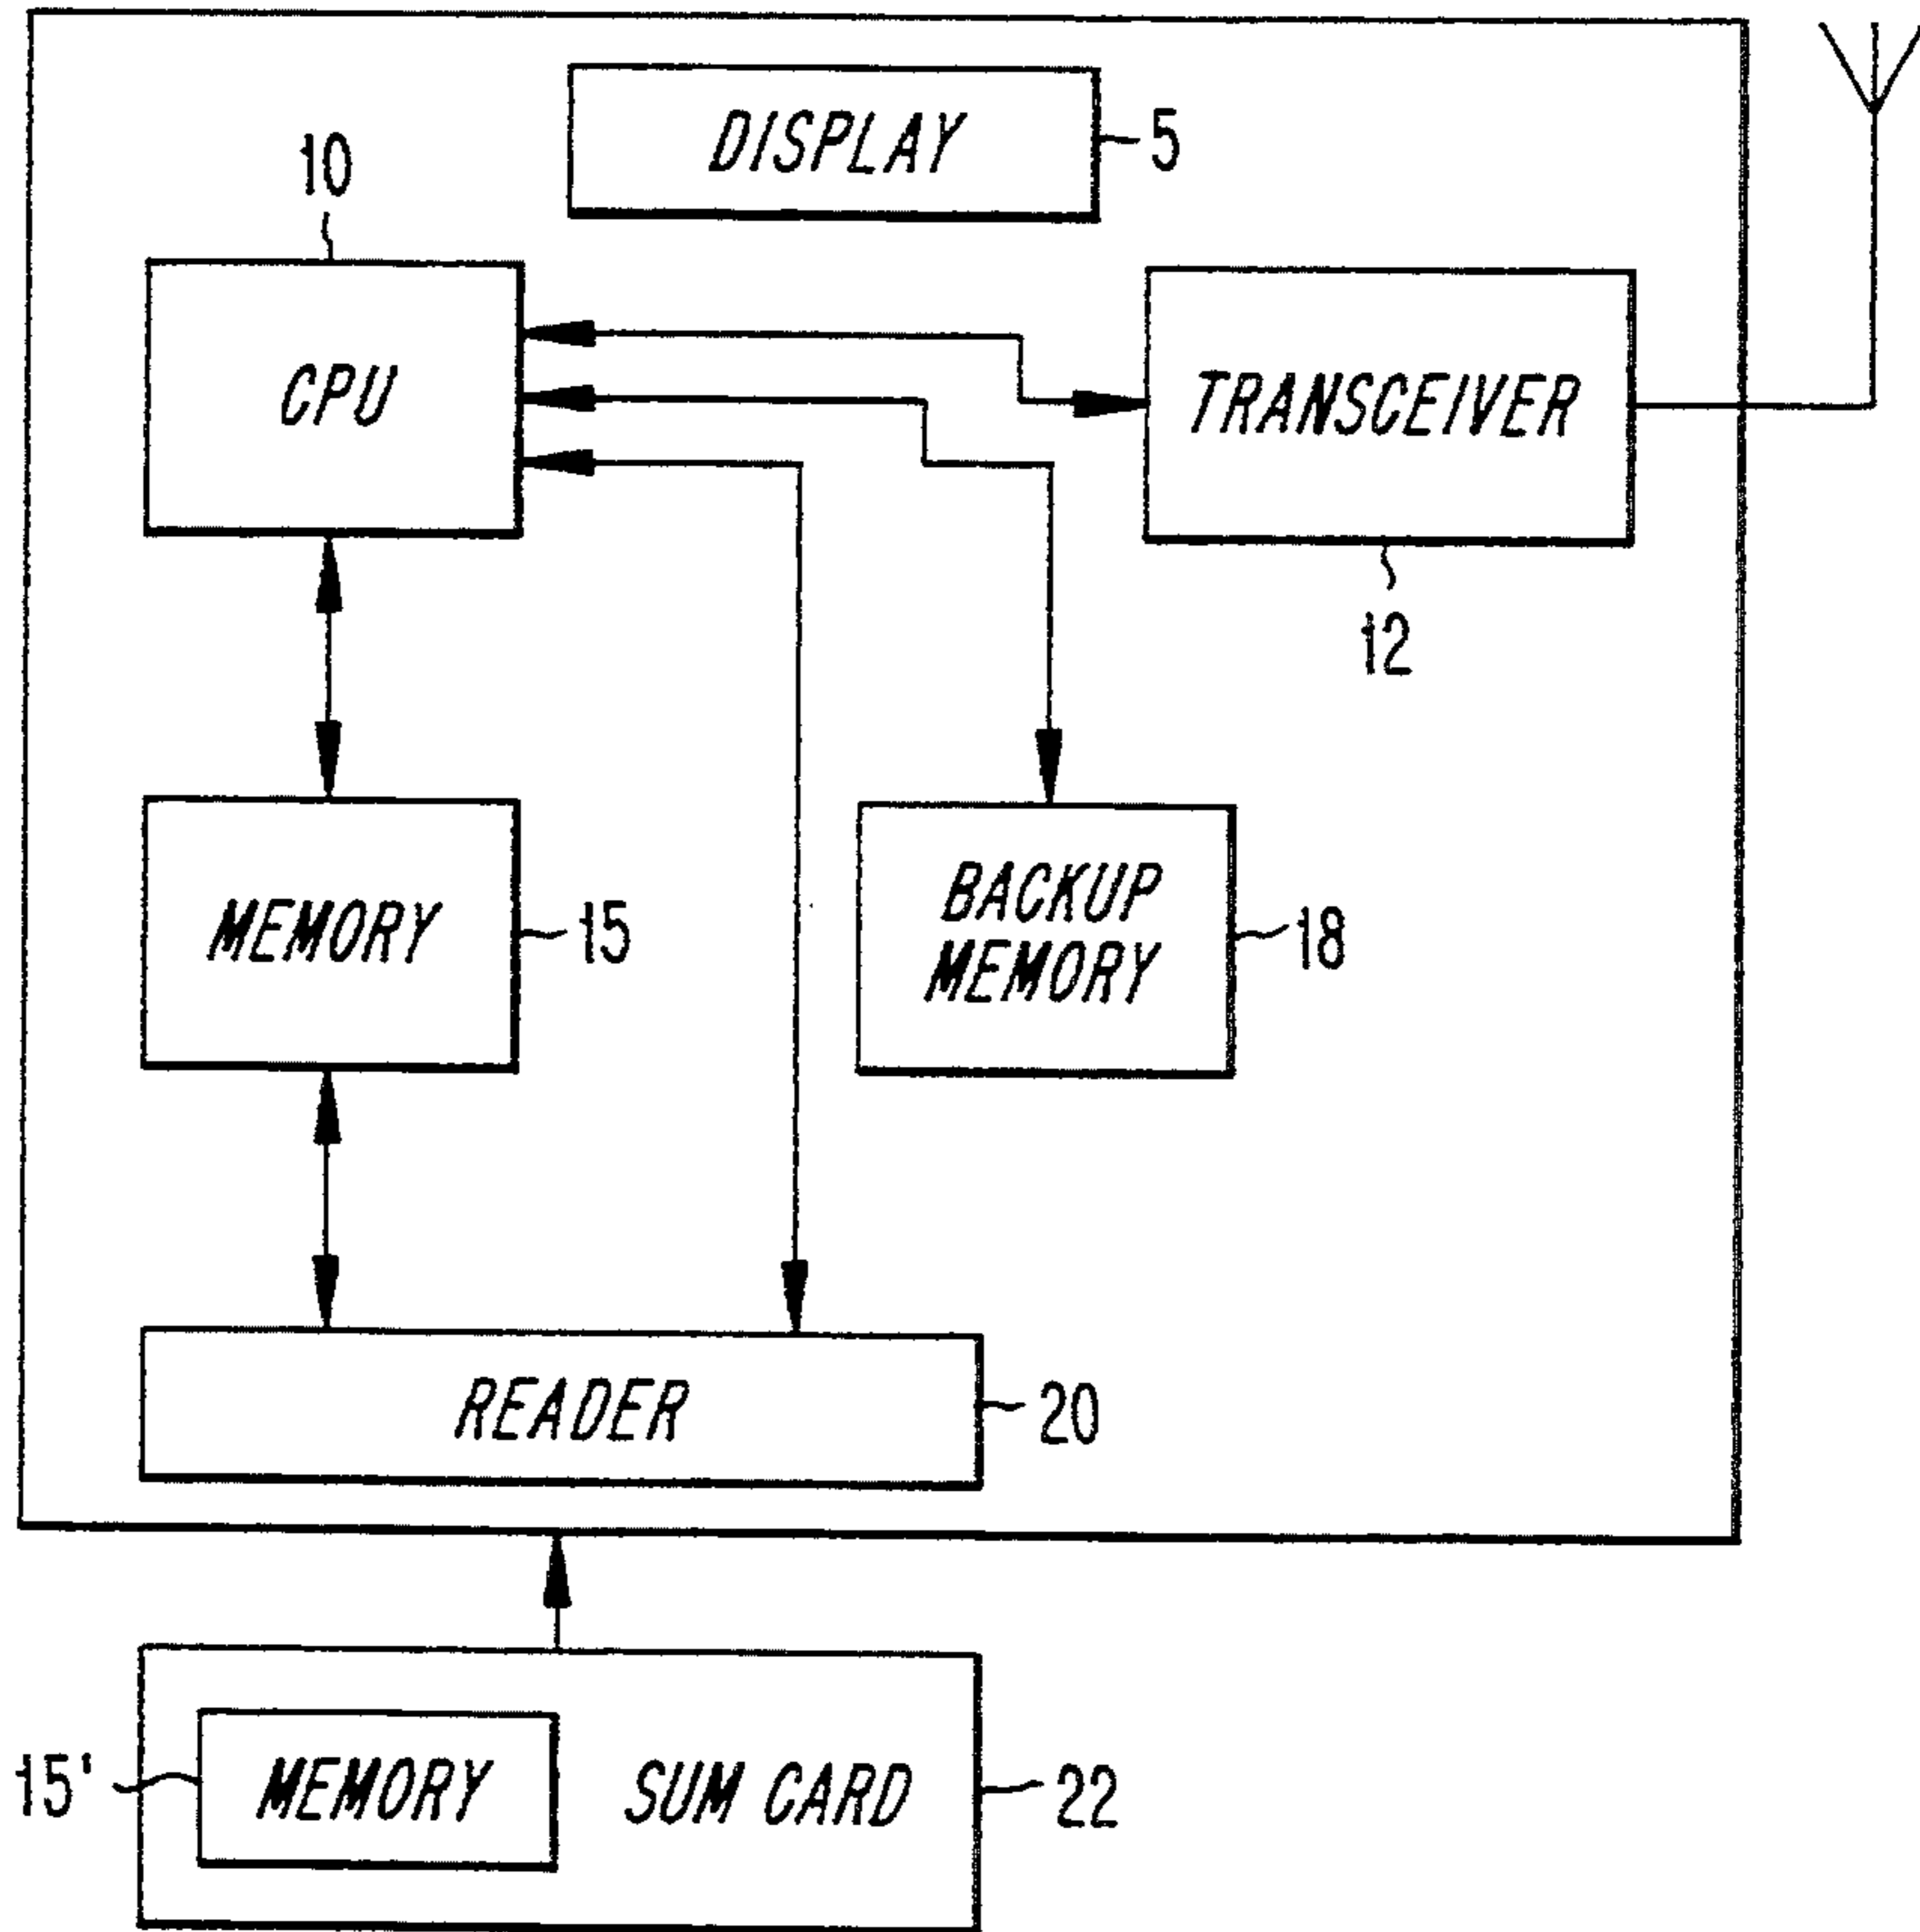 DISPLAY
5
10
CPU
TRANSCEIVER
12
MEMORY
15
BACKUP
MEMORY
18
READER
20
15'
MEMORY
SUM CARD
22